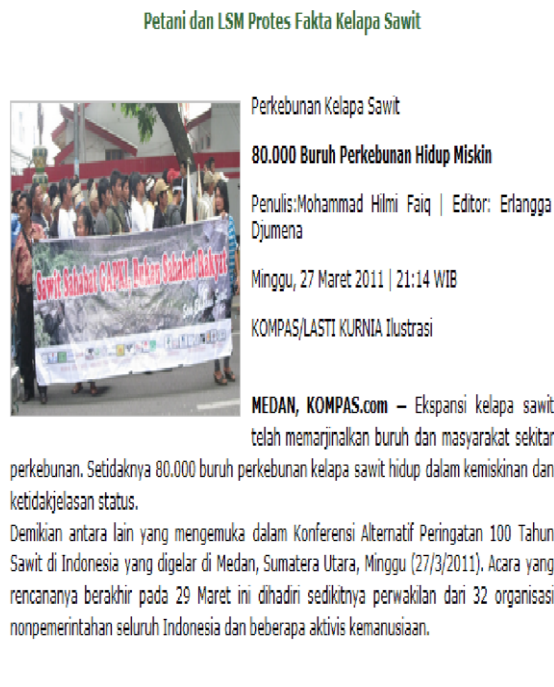 Petani dan LSM Protes Fakta Kelapa Sawit
Perkebunan Kelapa Sawit
80.000 Buruh Perkebunan Hidup Miskin
Penulis:Mohammad Hilmi Faiq | Editor: Erlangga
Djumena
Minggu, 27 Maret 2011 | 21:14 WIB
KOMPAS/LASTI KURNIA Ilustrasi
Sawit Sahabat GAPKI, Bukan Sahabat Rakyat
MEDAN, KOMPAS.com – Ekspansi kelapa sawit
telah memarjinalkan buruh dan masyarakat sekitar
perkebunan. Setidaknya 80.000 buruh perkebunan kelapa sawit hidup dalam kemiskinan dan
ketidakjelasan status.
Demikian antara lain yang mengemuka dalam Konferensi Alternatif Peringatan 100 Tahun
Sawit di Indonesia yang digelar di Medan, Sumatera Utara, Minggu (27/3/2011). Acara yang
rencananya berakhir pada 29 Maret ini dihadiri sedikitnya perwakilan dari 32 organisasi
nonpemerintahan seluruh Indonesia dan beberapa aktivis kemanusiaan.